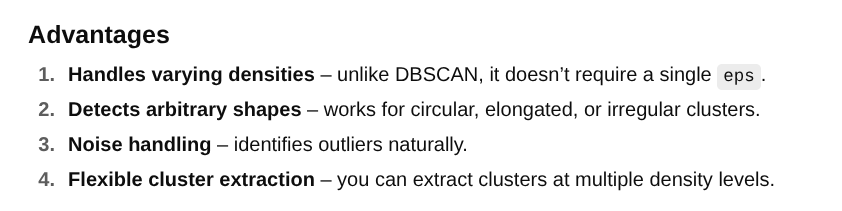 Advantages
1. Handles varying densities – unlike DBSCAN, it doesn’t require a single eps.
2. Detects arbitrary shapes – works for circular, elongated, or irregular clusters.
3. Noise handling – identifies outliers naturally.
4. Flexible cluster extraction – you can extract clusters at multiple density levels.